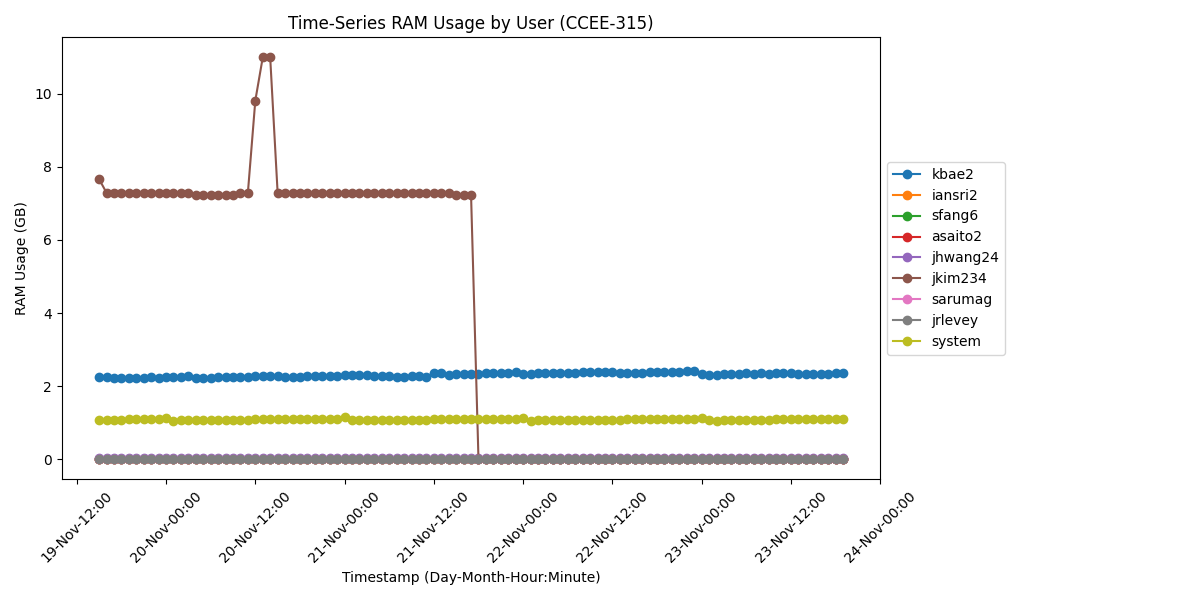 Time-Series RAM Usage by User (CCEE-315)
RAM Usage (GB)
10
8
6
4
2
0
19-Nov-12:00
20-Nov-00:00
20-Nov-12:00
21-Nov-00:00
21-Nov-12:00
22-Nov-00:00
22-Nov-12:00
23-Nov-00:00
23-Nov-12:00
24-Nov-00:00
Timestamp (Day-Month-Hour:Minute)
kbae2
iansri2
sfang6
asaito2
jhwang24
jkim234
sarumag
jrlevey
system